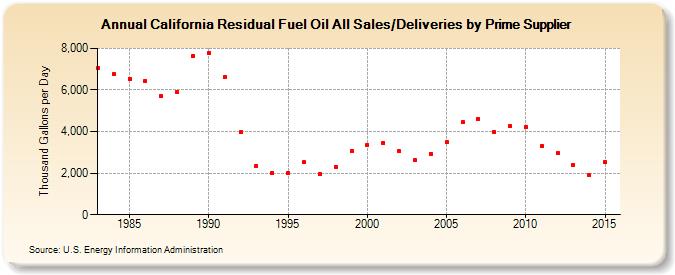 Annual California Residual Fuel Oil All Sales/Deliveries by Prime Supplier
Thousand Gallons per Day
8,000
6,000
4,000
2,000
0
1985 1990 1995 2000 2005 2010 2015
Source: U.S. Energy Information Administration